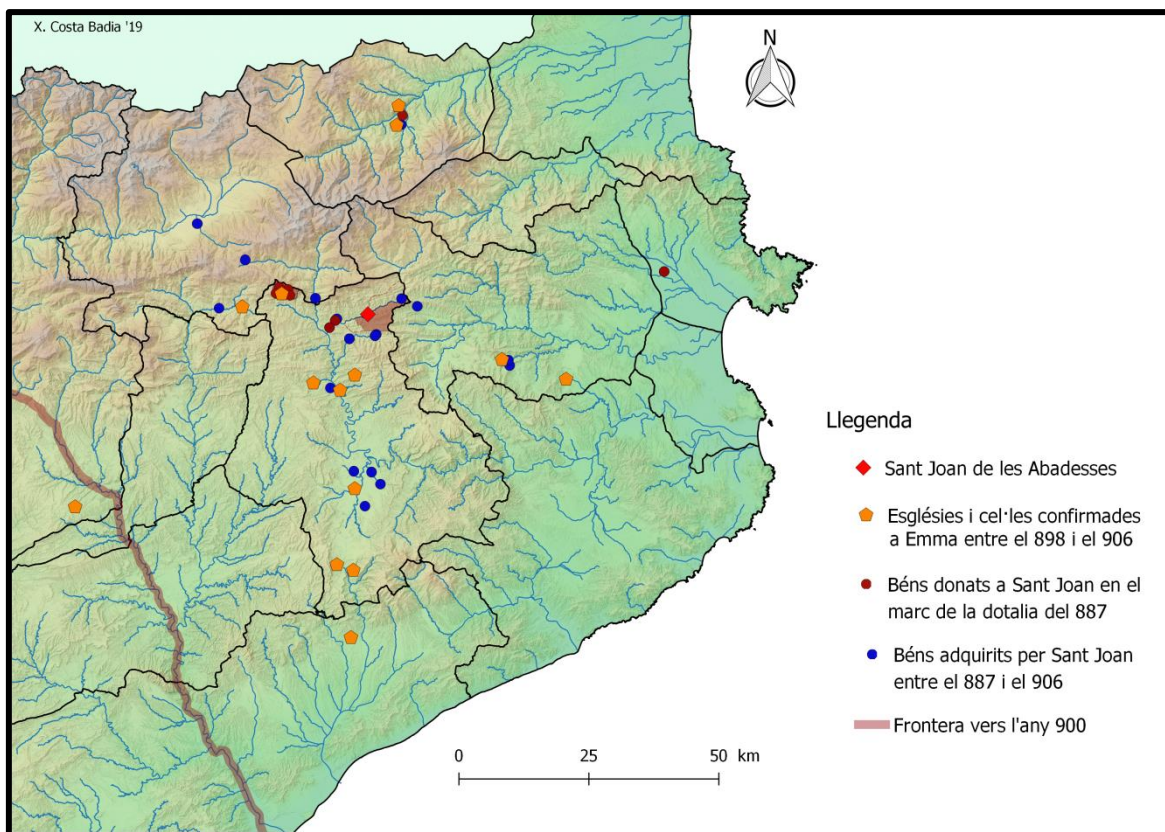 X. Costa Badia '19
N
Llegenda
Sant Joan de les Abadesses
Esglésies i cel·les confirmades
a Emma entre el 898 i el 906
Béns donats a Sant Joan en el
marc de la dotalia del 887
Béns adquirits per Sant Joan
entre el 887 i el 906
Frontera vers l'any 900
0 25 50 km